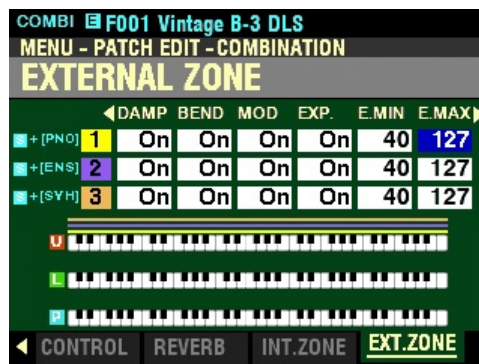 COMBI E F001 Vintage B-3 DLS
MENU - PATCH EDIT - COMBINATION
EXTERNAL ZONE
DAMP BEND MOD EXP. E.MIN E.MAX
S + [PNO] 1 On On On On 40 127
S + [ENS] 2 On On On On 40 127
S + [SYH] 3 On On On On 40 127
U
L
P
CONTROL REVERB INT.ZONE EXT.ZONE